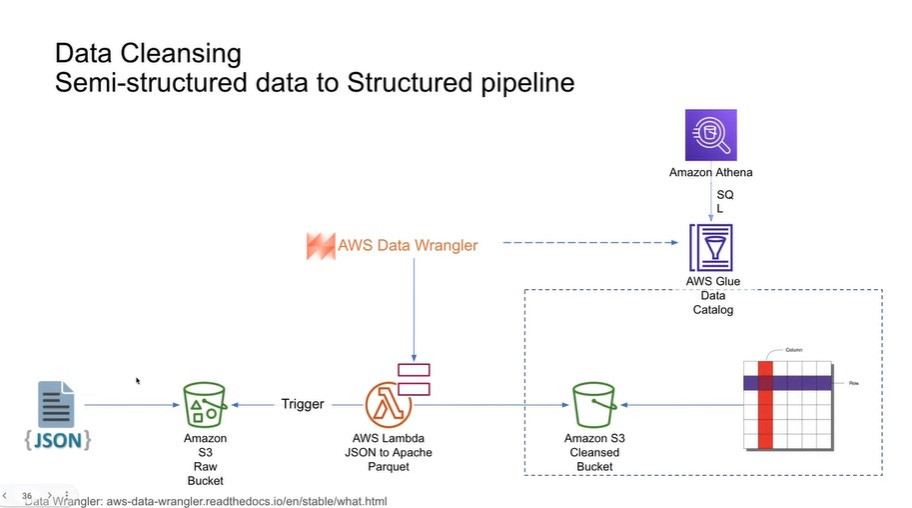 Data Cleansing
Semi-structured data to Structured pipeline
Amazon Athena
SQ
L
AWS Data Wrangler
AWS Glue
Data
Catalog
Column
Row
{JSON}
Trigger
Amazon
S3
Raw
Bucket
AWS Lambda
JSON to Apache
Parquet
Amazon S3
Cleansed
Bucket
36
Data Wrangler: aws-data-wrangler.readthedocs.io/en/stable/what.html